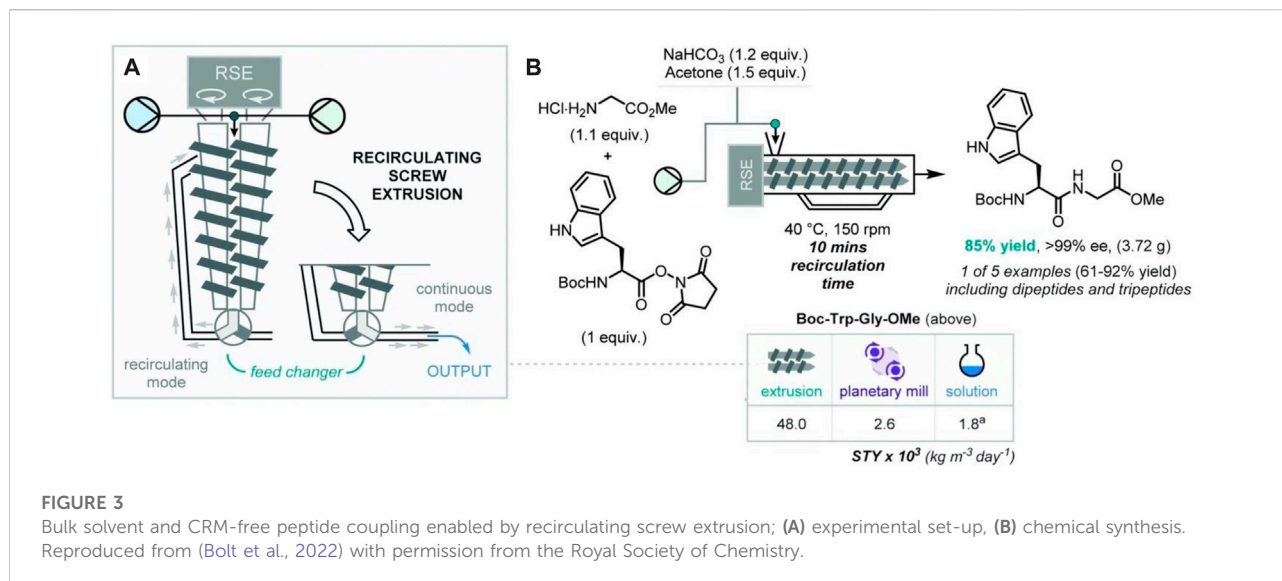 A
RSE
RECIRCULATING
SCREW
EXTRUSION
continuous
mode
recirculating
mode
feed changer
OUTPUT
B
NaHCO₃ (1.2 equiv.)
Acetone (1.5 equiv.)
HCl·H₂N
CO₂Me
(1.1 equiv.)
+
HN
BocHN
O
O
N
O
O
(1 equiv.)
RSE
40 °C, 150 rpm
10 mins
recirculation
time
HN
BocHN
O
H
N
O
OMe
85% yield, >99% ee, (3.72 g)
1 of 5 examples (61-92% yield)
including dipeptides and tripeptides
Boc-Trp-Gly-OMe (above)
extrusion planetary mill solution
48.0 2.6 1.8ᵃ
STY x 10³ (kg m⁻³ day⁻¹)
FIGURE 3
Bulk solvent and CRM-free peptide coupling enabled by recirculating screw extrusion; (A) experimental set-up, (B) chemical synthesis.
Reproduced from (Bolt et al., 2022) with permission from the Royal Society of Chemistry.